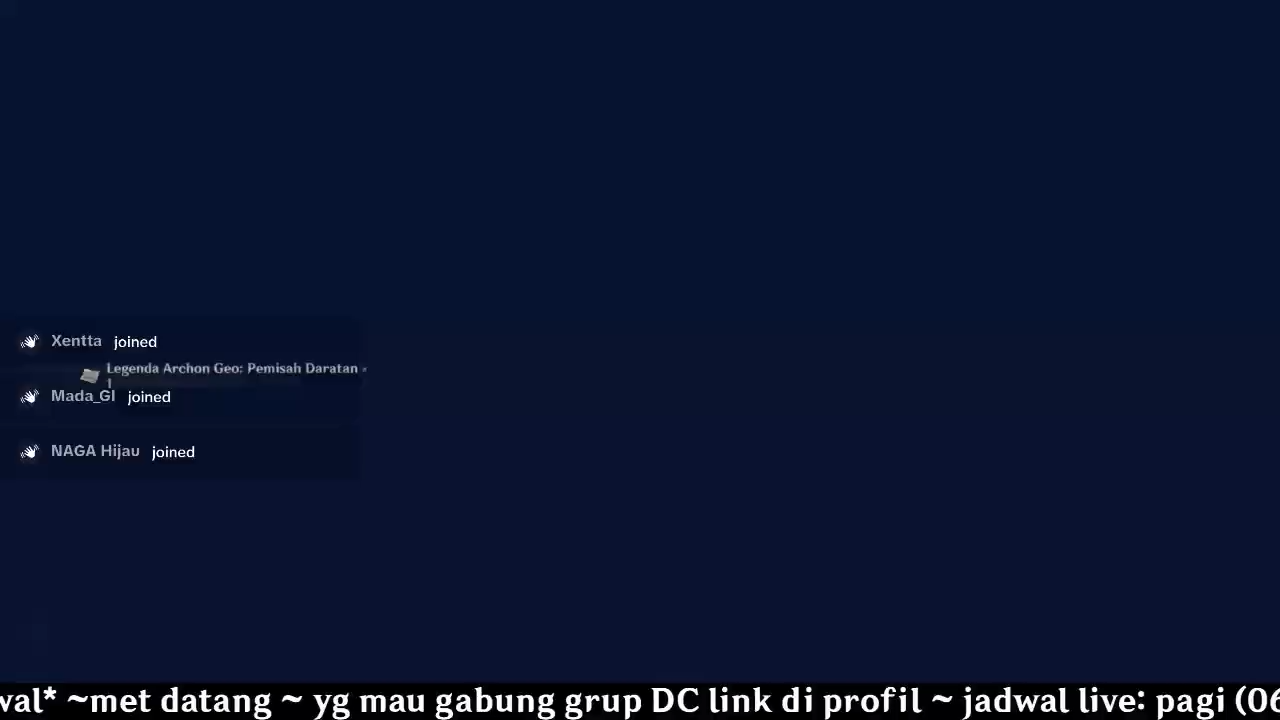 Xentta joined
Legenda Archon Geo: Pemisah Daratan ×
1
Mada_GI joined
NAGA Hijau joined
wal* ~met datang ~ yg mau gabung grup DC link di profil ~ jadwal live: pagi (06